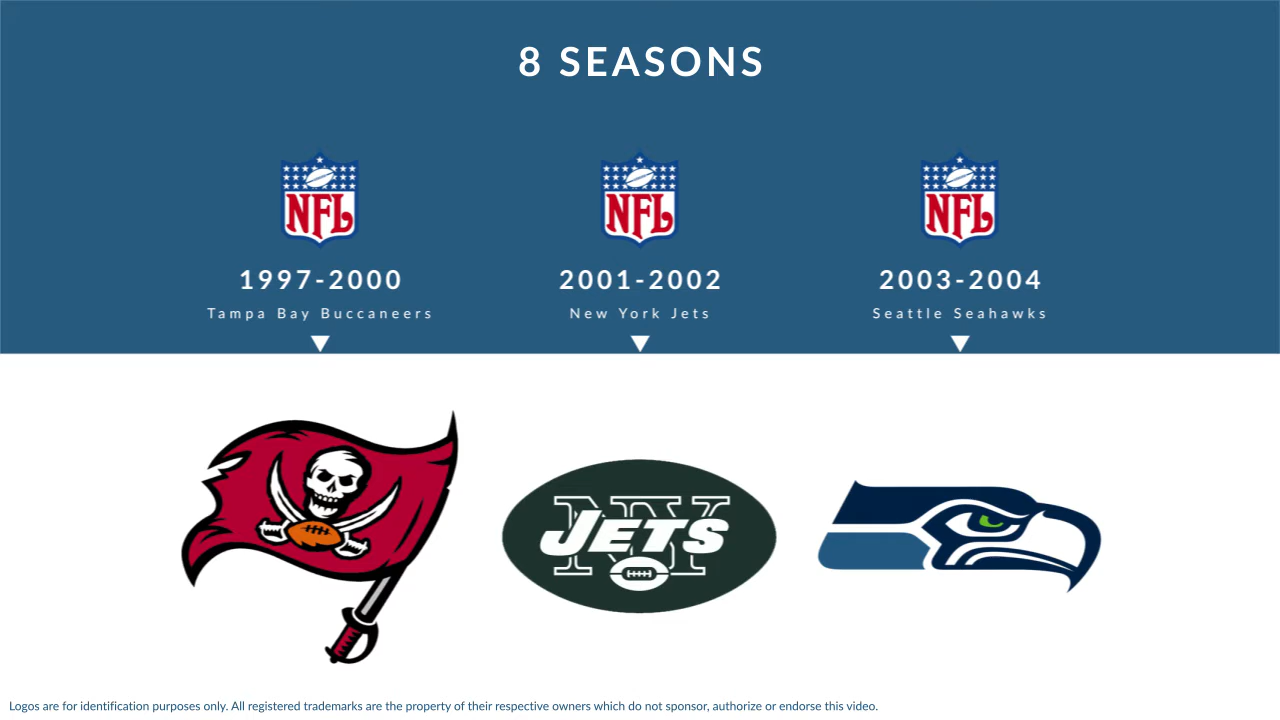 8 SEASONS
NFL NFL NFL
1997-2000 2001-2002 2003-2004
Tampa Bay Buccaneers New York Jets Seattle Seahawks
NY
JETS
Logos are for identification purposes only. All registered trademarks are the property of their respective owners which do not sponsor, authorize or endorse this video.